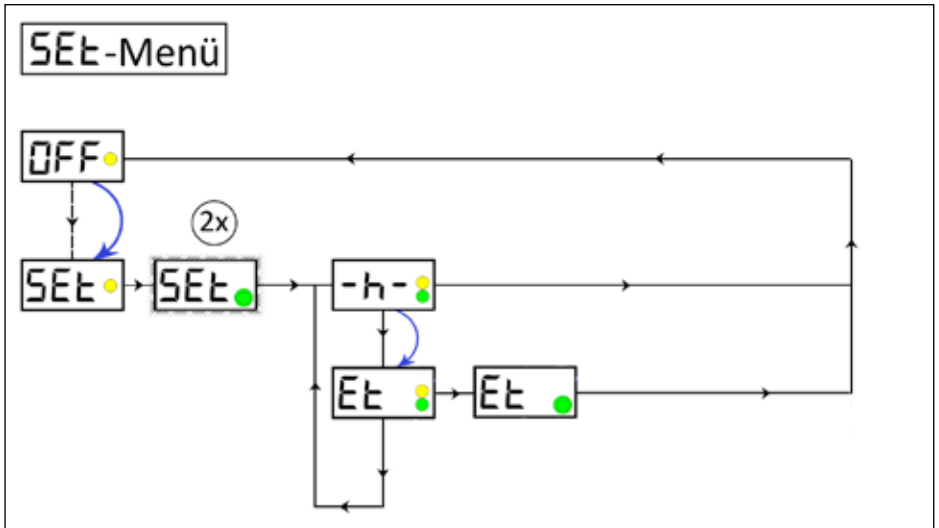 SEt-Menü
OFF
2x
SEt
SEt
-h-
Et
Et